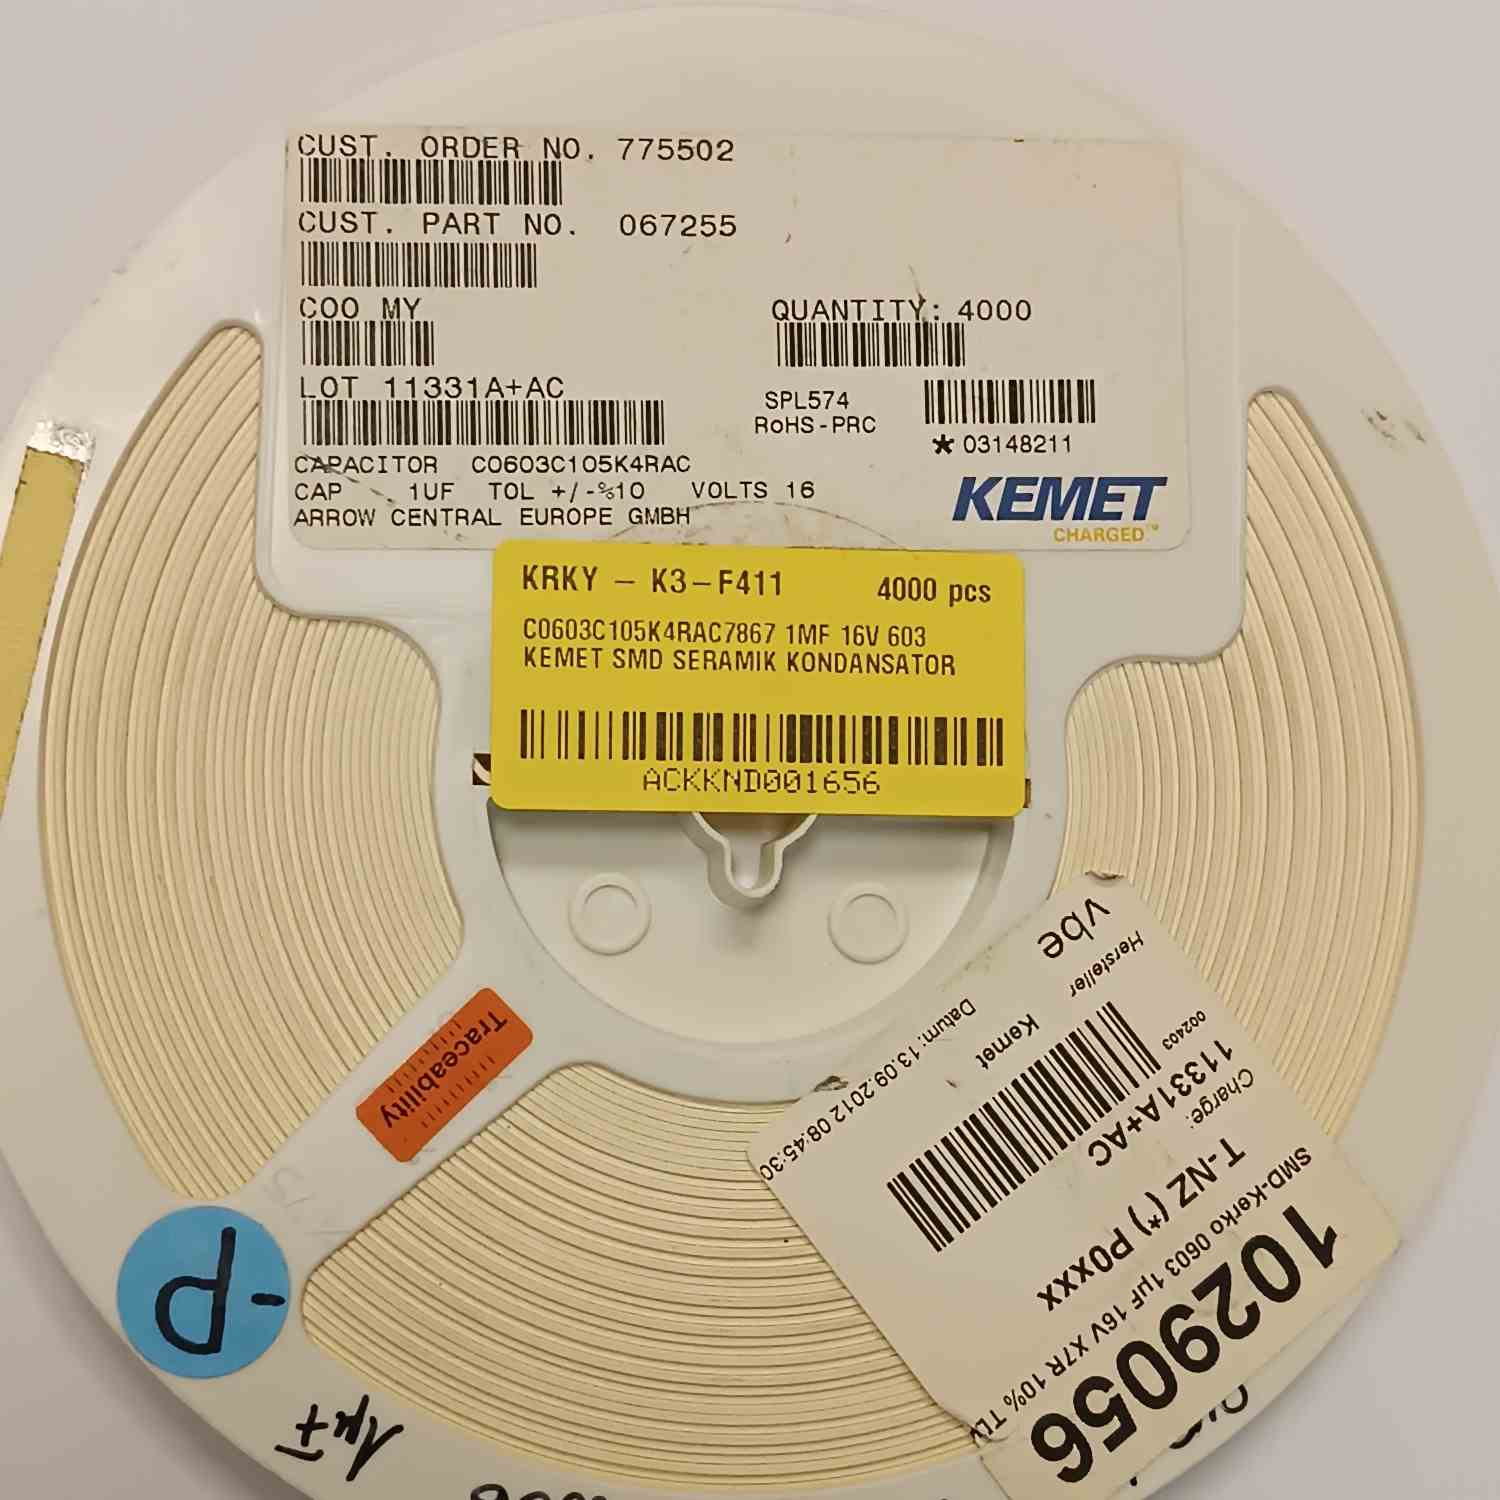 CUST. ORDER NO. 775502
CUST. PART NO. 067255
COO MY
QUANTITY: 4000
LOT 11331A+AC
SPL574
RoHS-PRC
* 03148211
CAPACITOR C0603C105K4RAC
CAP 1UF TOL +/-%10 VOLTS 16
ARROW CENTRAL EUROPE GMBH
KEMET
CHARGED.™
KRKY - K3-F411 4000 pcs
C0603C105K4RAC7867 1MF 16V 603
KEMET SMD SERAMIK KONDANSATOR
ACKKND001656
Traceability
vbe
Hersteller
Kemet
Datum: 13.09.2012 08:45:30
002403
Charge:
11331A+AC
T-NZ (*) P0xxx
SMD-Kerko 0603 1µF 16V X7R 10%
1029056
1µF